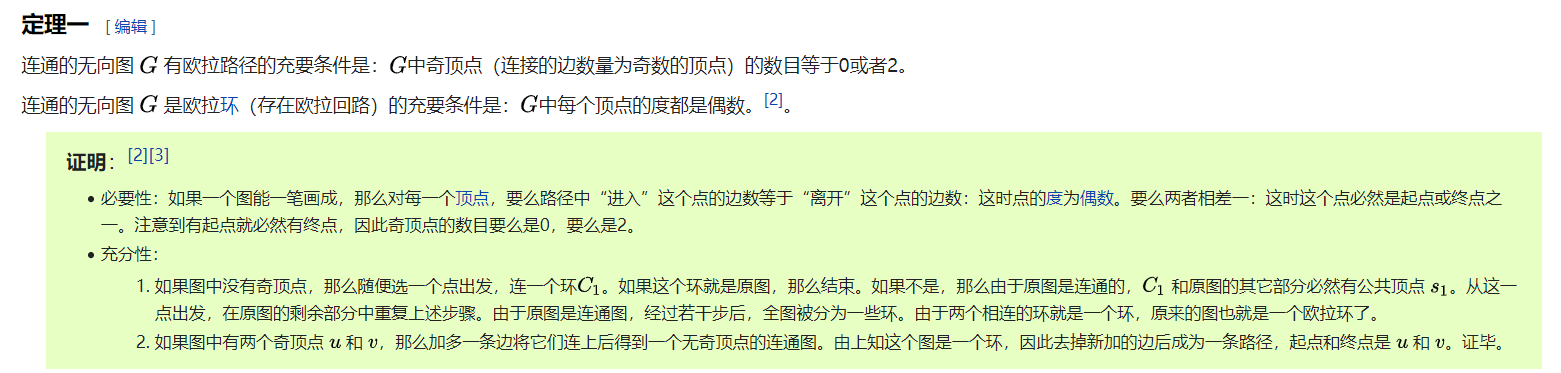 定理一 [编辑]
连通的无向图 G 有欧拉路径的充要条件是：G中奇顶点（连接的边数量为奇数的顶点）的数目等于0或者2。
连通的无向图 G 是欧拉环（存在欧拉回路）的充要条件是：G中每个顶点的度都是偶数。[2]。
证明：[2][3]
• 必要性：如果一个图能一笔画成，那么对每一个顶点，要么路径中“进入”这个点的边数等于“离开”这个点的边数：这时点的度为偶数。要么两者相差一：这时这个点必然是起点或终点之
一。注意到有起点就必然有终点，因此奇顶点的数目要么是0，要么是2。
• 充分性：
1. 如果图中没有奇顶点，那么随便选一个点出发，连一个环C₁。如果这个环就是原图，那么结束。如果不是，那么由于原图是连通的，C₁ 和原图的其它部分必然有公共顶点 s₁。从这一
点出发，在原图的剩余部分中重复上述步骤。由于原图是连通图，经过若干步后，全图被分为一些环。由于两个相连的环就是一个环，原来的图也就是一个欧拉环了。
2. 如果图中有两个奇顶点 u 和 v，那么加多一条边将它们连上后得到一个无奇顶点的连通图。由上知这个图是一个环，因此去掉新加的边后成为一条路径，起点和终点是 u 和 v。证毕。